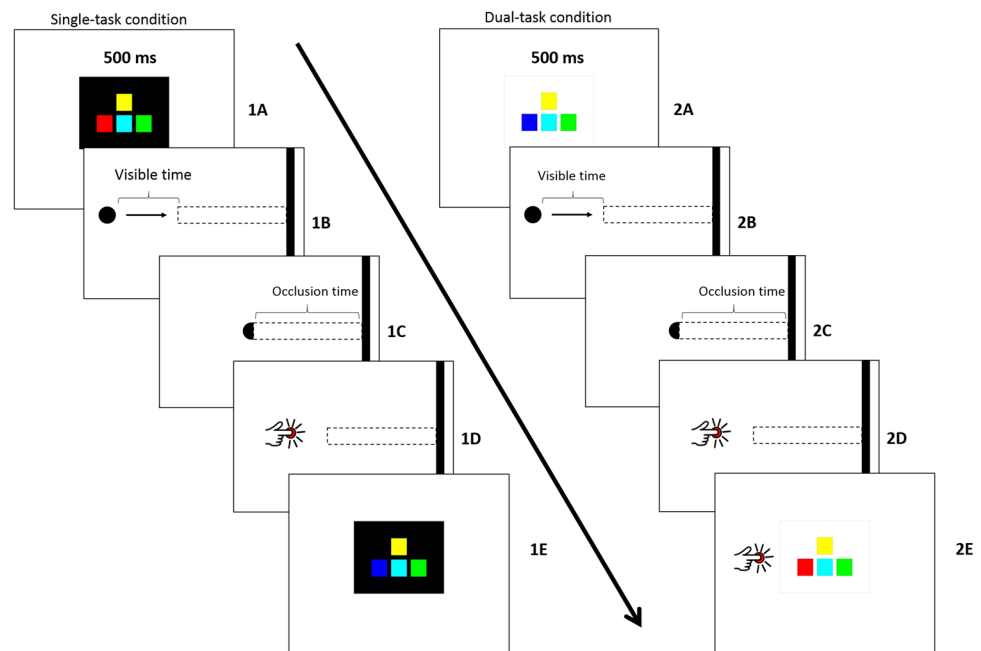 Single-task condition
500 ms
1A
Visible time
1B
Occlusion time
1C
1D
1E
Dual-task condition
500 ms
2A
Visible time
2B
Occlusion time
2C
2D
2E